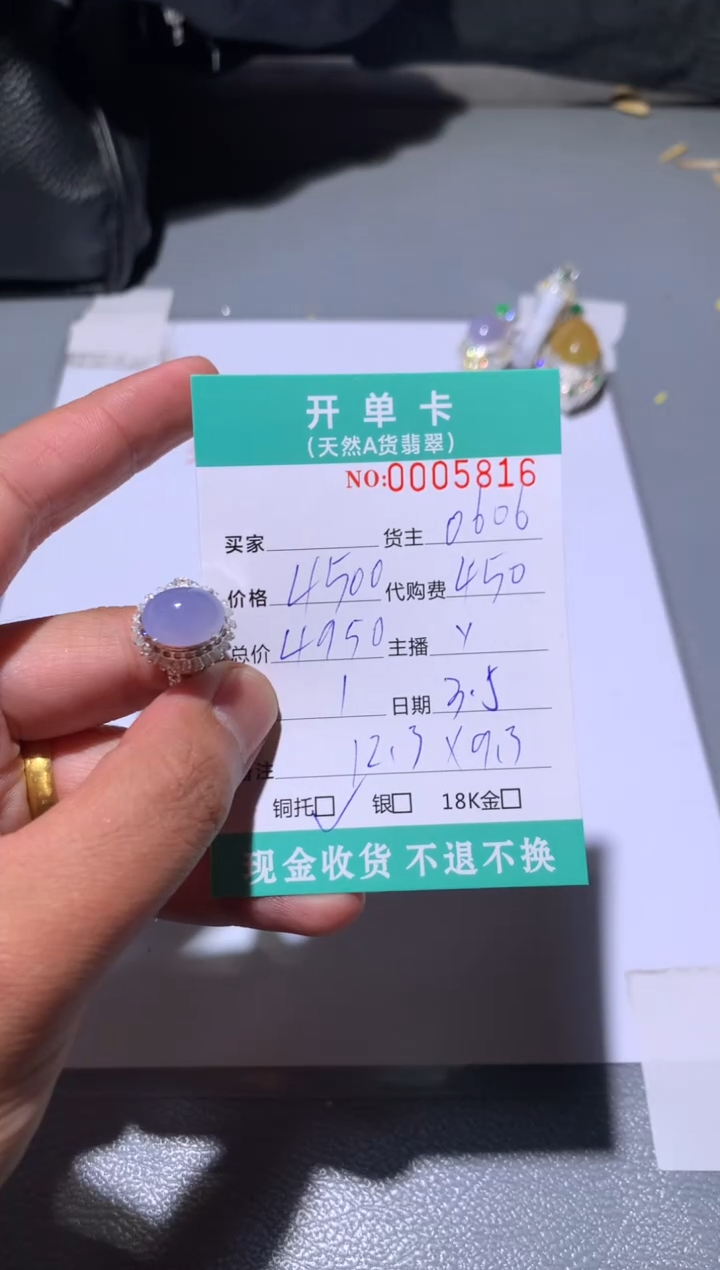 开单卡
(天然A货翡翠)
NO:0005816
买家 货主 0606
价格 4500 代购费 450
总价 4950 主播 y
1 日期 3.5
注 12.3 X 9.3
铜托□✓ 银□ 18K金□
现金收货 不退不换